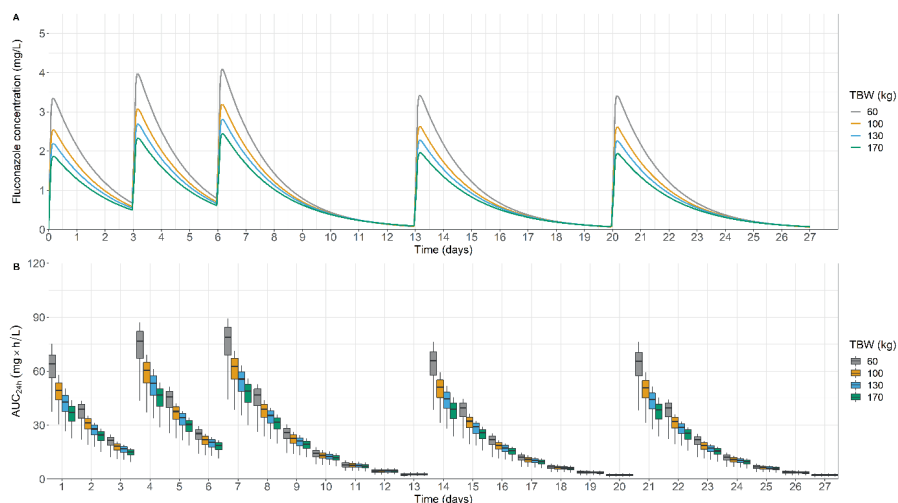 A
Fluconazole concentration (mg/L)
5
4
3
2
1
0
0 1 2 3 4 5 6 7 8 9 10 11 12 13 14 15 16 17 18 19 20 21 22 23 24 25 26 27
Time (days)
TBW (kg)
60
100
130
170
B
AUC24h (mg × h/L)
120
90
60
30
0
1 2 3 4 5 6 7 8 9 10 11 12 13 14 15 16 17 18 19 20 21 22 23 24 25 26 27
Time (days)
TBW (kg)
60
100
130
170